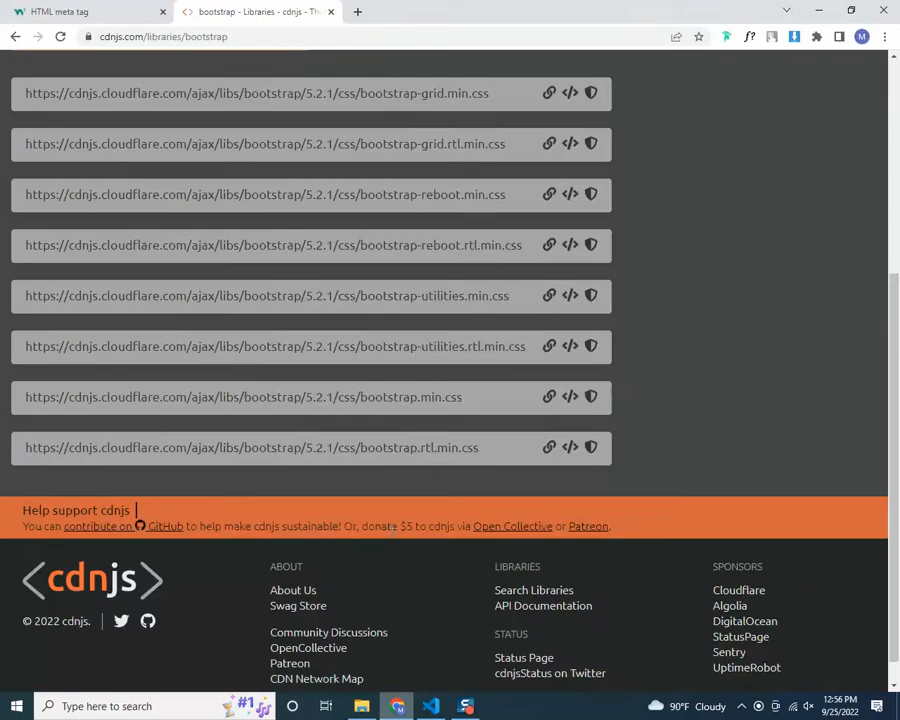 HTML meta tag
bootstrap - Libraries - cdnjs - Th
cdnjs.com/libraries/bootstrap
f?
M
https://cdnjs.cloudflare.com/ajax/libs/bootstrap/5.2.1/css/bootstrap-grid.min.css
https://cdnjs.cloudflare.com/ajax/libs/bootstrap/5.2.1/css/bootstrap-grid.rtl.min.css
https://cdnjs.cloudflare.com/ajax/libs/bootstrap/5.2.1/css/bootstrap-reboot.min.css
https://cdnjs.cloudflare.com/ajax/libs/bootstrap/5.2.1/css/bootstrap-reboot.rtl.min.css
https://cdnjs.cloudflare.com/ajax/libs/bootstrap/5.2.1/css/bootstrap-utilities.min.css
https://cdnjs.cloudflare.com/ajax/libs/bootstrap/5.2.1/css/bootstrap-utilities.rtl.min.css
https://cdnjs.cloudflare.com/ajax/libs/bootstrap/5.2.1/css/bootstrap.min.css
https://cdnjs.cloudflare.com/ajax/libs/bootstrap/5.2.1/css/bootstrap.rtl.min.css
Help support cdnjs
You can contribute on GitHub to help make cdnjs sustainable! Or, donate $5 to cdnjs via Open Collective or Patreon.
<cdnjs>
© 2022 cdnjs.
ABOUT
About Us
Swag Store
Community Discussions
OpenCollective
Patreon
CDN Network Map
LIBRARIES
Search Libraries
API Documentation
STATUS
Status Page
cdnjsStatus on Twitter
SPONSORS
Cloudflare
Algolia
DigitalOcean
StatusPage
Sentry
UptimeRobot
Type here to search
#1
90°F Cloudy
12:56 PM
9/25/2022